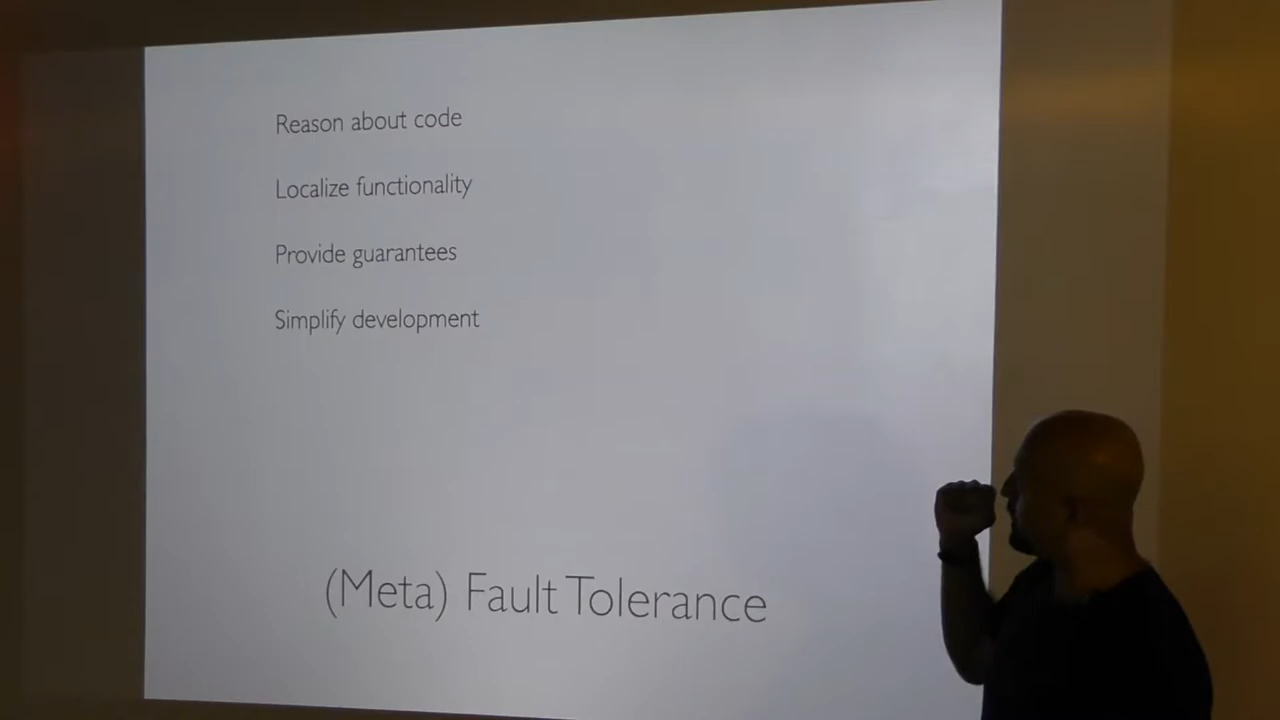 Reason about code
Localize functionality
Provide guarantees
Simplify development
(Meta) Fault Tolerance